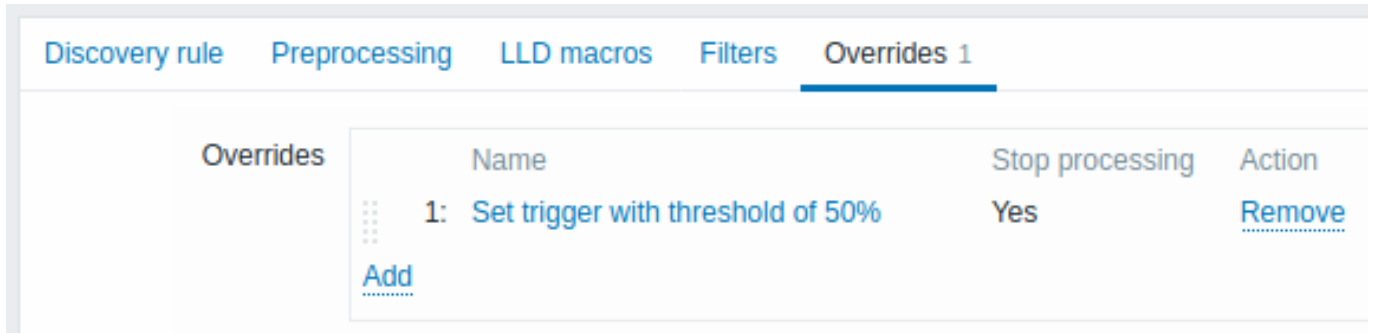 Discovery rule Preprocessing LLD macros Filters Overrides 1
Overrides Name Stop processing Action
1: Set trigger with threshold of 50% Yes Remove
Add